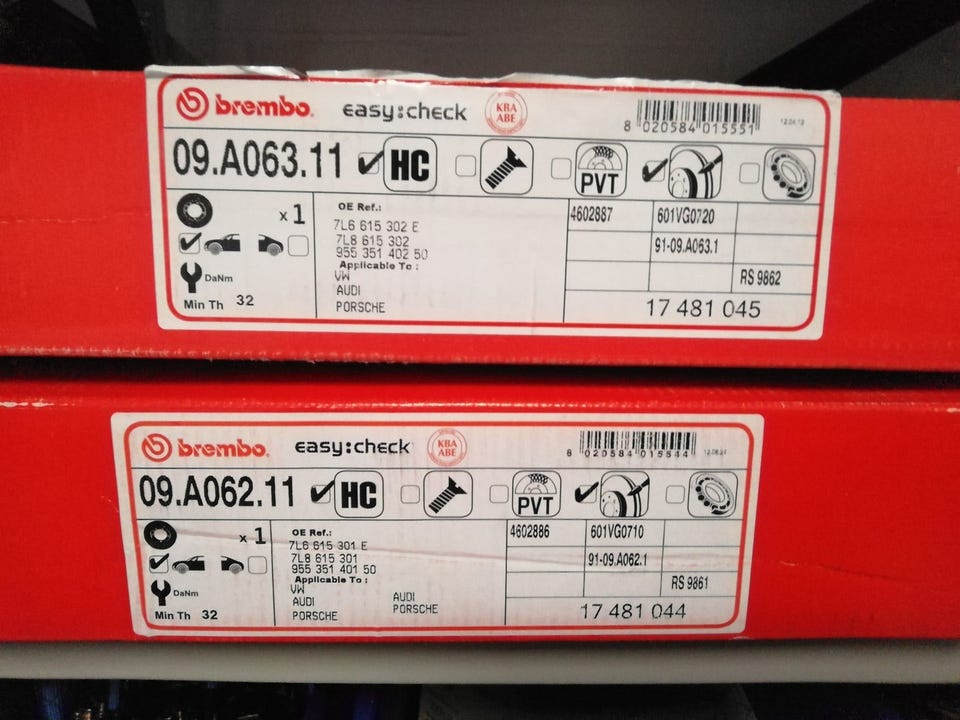 brembo. easy:check KBA ABE
8 020584 015551
09.A063.11 HC PVT
x 1
DaNm
Min Th 32
OE Ref.:
7L6 615 302 E
7L8 615 302
955 351 402 50
Applicable To :
VW
AUDI
PORSCHE
4602887 601VG0720
91-09.A063.1
RS 9862
17 481 045
brembo. easy:check KBA ABE
8 020584 015544
09.A062.11 HC PVT
x 1
DaNm
Min Th 32
OE Ref.:
7L6 615 301 E
7L8 615 301
955 351 401 50
Applicable To :
VW
AUDI AUDI
PORSCHE PORSCHE
4602886 601VG0710
91-09.A062.1
RS 9861
17 481 044